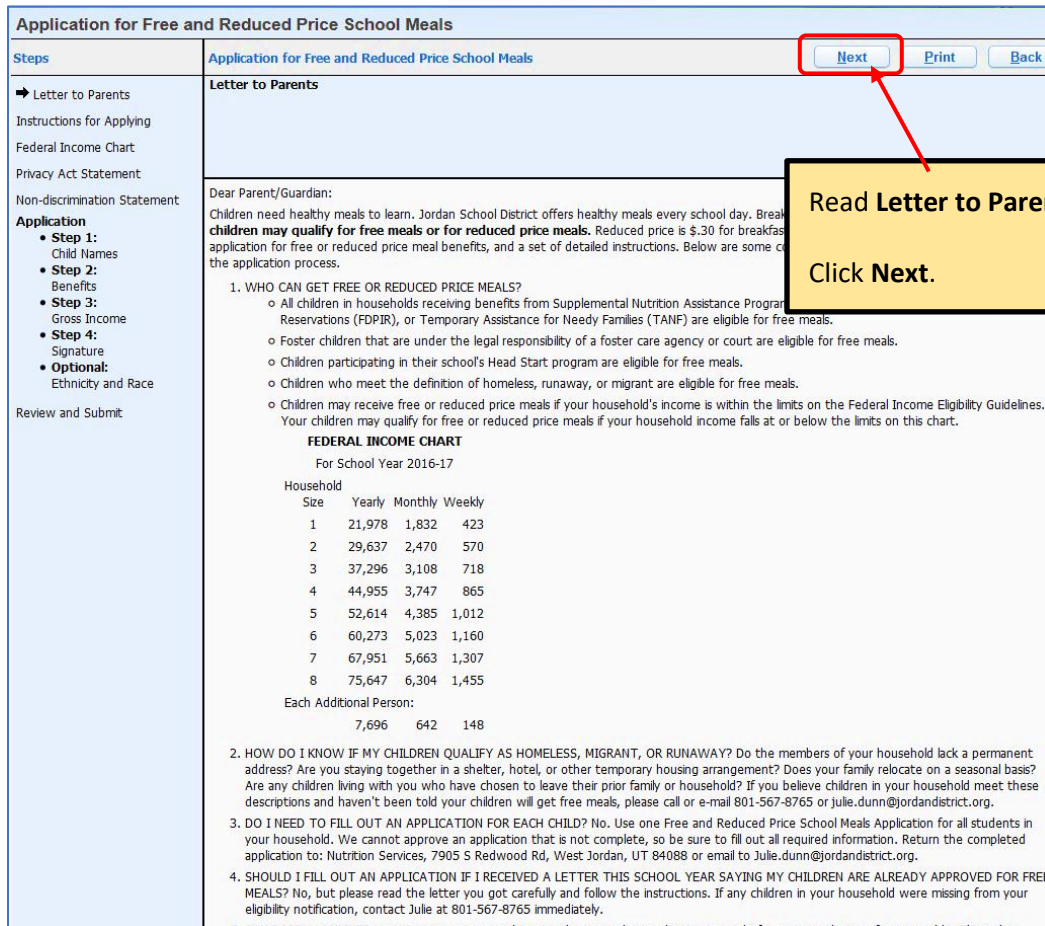 Application for Free and Reduced Price School Meals
Steps
Application for Free and Reduced Price School Meals
Next
Print
Back
➡ Letter to Parents
Instructions for Applying
Federal Income Chart
Privacy Act Statement
Non-discrimination Statement
Application
• Step 1:
Child Names
• Step 2:
Benefits
• Step 3:
Gross Income
• Step 4:
Signature
• Optional:
Ethnicity and Race
Review and Submit
Letter to Parents
Read Letter to
Click Next.
Dear Parent/Guardian:
Children need healthy meals to learn. Jordan School District offers healthy meals every school day.
children may qualify for free meals or for reduced price meals. Reduced price is $.30 for
application for free or reduced price meal benefits, and a set of detailed instructions. Below are some
the application process.
1. WHO CAN GET FREE OR REDUCED PRICE MEALS?
o All children in households receiving benefits from Supplemental Nutrition Assistance
Reservations (FDPIR), or Temporary Assistance for Needy Families (TANF) are eligible for free meals.
o Foster children that are under the legal responsibility of a foster care agency or court are eligible for free meals.
o Children participating in their school's Head Start program are eligible for free meals.
o Children who meet the definition of homeless, runaway, or migrant are eligible for free meals.
o Children may receive free or reduced price meals if your household's income is within the limits on the Federal Income Eligibility Guidelines.
Your children may qualify for free or reduced price meals if your household income falls at or below the limits on this chart.
FEDERAL INCOME CHART
For School Year 2016-17
Household
Size Yearly Monthly Weekly
1 21,978 1,832 423
2 29,637 2,470 570
3 37,296 3,108 718
4 44,955 3,747 865
5 52,614 4,385 1,012
6 60,273 5,023 1,160
7 67,951 5,663 1,307
8 75,647 6,304 1,455
Each Additional Person:
7,696 642 148
2. HOW DO I KNOW IF MY CHILDREN QUALIFY AS HOMELESS, MIGRANT, OR RUNAWAY? Do the members of your household lack a permanent
address? Are you staying together in a shelter, hotel, or other temporary housing arrangement? Does your family relocate on a seasonal basis?
Are any children living with you who have chosen to leave their prior family or household? If you believe children in your household meet these
descriptions and haven't been told your children will get free meals, please call or e-mail 801-567-8765 or julie.dunn@jordandistrict.org.
3. DO I NEED TO FILL OUT AN APPLICATION FOR EACH CHILD? No. Use one Free and Reduced Price School Meals Application for all students in
your household. We cannot approve an application that is not complete, so be sure to fill out all required information. Return the completed
application to: Nutrition Services, 7905 S Redwood Rd, West Jordan, UT 84088 or email to Julie.dunn@jordandistrict.org.
4. SHOULD I FILL OUT AN APPLICATION IF I RECEIVED A LETTER THIS SCHOOL YEAR SAYING MY CHILDREN ARE ALREADY APPROVED FOR FREE
MEALS? No, but please read the letter you got carefully and follow the instructions. If any children in your household were missing from your
eligibility notification, contact Julie at 801-567-8765 immediately.